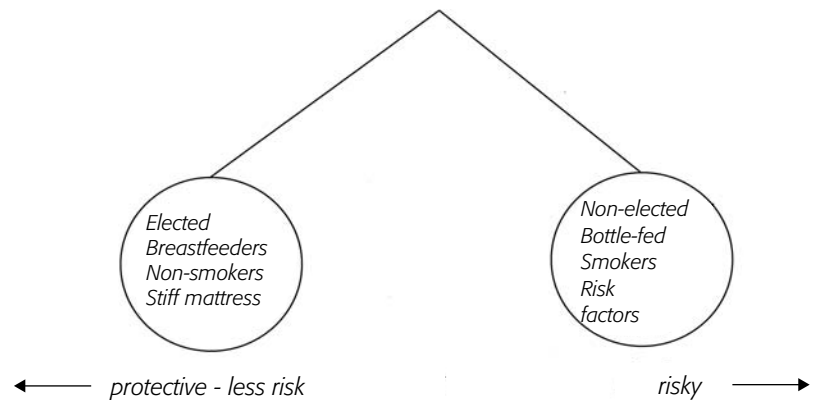 Elected
Breastfeeders
Non-smokers
Stiff mattress
Non-elected
Bottle-fed
Smokers
Risk
factors
protective - less risk
risky